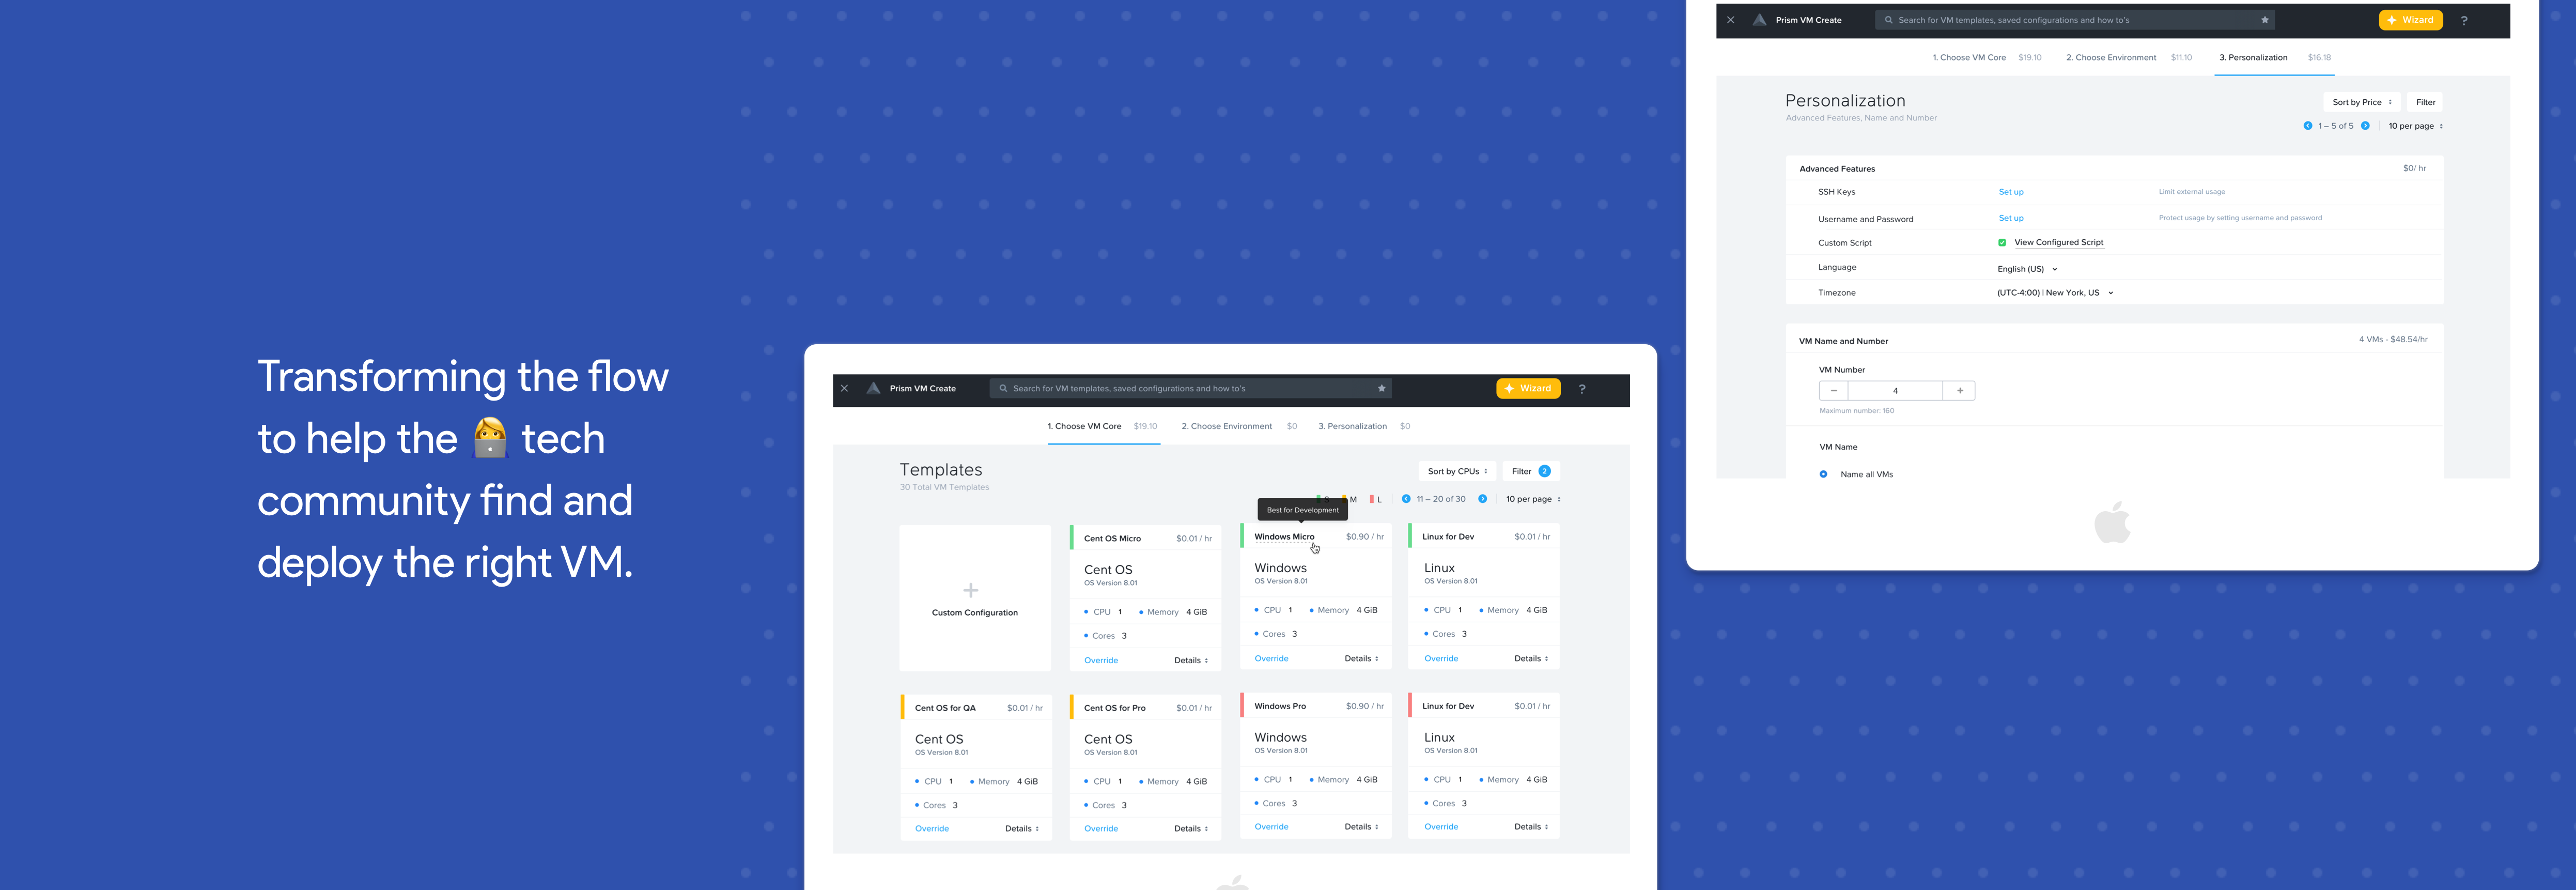 Transforming the flow
to help the 👩‍💻 tech
community find and
deploy the right VM.
Prism VM Create Search for VM templates, saved configurations and how to's Wizard ?
1. Choose VM Core $19.10 2. Choose Environment $0 3. Personalization $0
Templates
30 Total VM Templates
Sort by CPUs Filter 2
M L 11 – 20 of 30 10 per page
Best for Development
Custom Configuration
Cent OS Micro $0.01 / hr
Cent OS
OS Version 8.01
CPU 1 Memory 4 GiB
Cores 3
Override Details
Windows Micro $0.90 / hr
Windows
OS Version 8.01
CPU 1 Memory 4 GiB
Cores 3
Override Details
Linux for Dev $0.01 / hr
Linux
OS Version 8.01
CPU 1 Memory 4 GiB
Cores 3
Override Details
Cent OS for QA $0.01 / hr
Cent OS
OS Version 8.01
CPU 1 Memory 4 GiB
Cores 3
Override Details
Cent OS for Pro $0.01 / hr
Cent OS
OS Version 8.01
CPU 1 Memory 4 GiB
Cores 3
Override Details
Windows Pro $0.90 / hr
Windows
OS Version 8.01
CPU 1 Memory 4 GiB
Cores 3
Override Details
Linux for Dev $0.01 / hr
Linux
OS Version 8.01
CPU 1 Memory 4 GiB
Cores 3
Override Details
Prism VM Create Search for VM templates, saved configurations and how to's Wizard ?
1. Choose VM Core $19.10 2. Choose Environment $11.10 3. Personalization $16.18
Personalization
Advanced Features, Name and Number
Sort by Price Filter
1 – 5 of 5 10 per page
Advanced Features $0/ hr
SSH Keys Set up Limit external usage
Username and Password Set up Protect usage by setting username and password
Custom Script View Configured Script
Language English (US)
Timezone (UTC-4:00) | New York, US
VM Name and Number 4 VMs - $48.54/hr
VM Number
− 4 +
Maximum number: 160
VM Name
Name all VMs